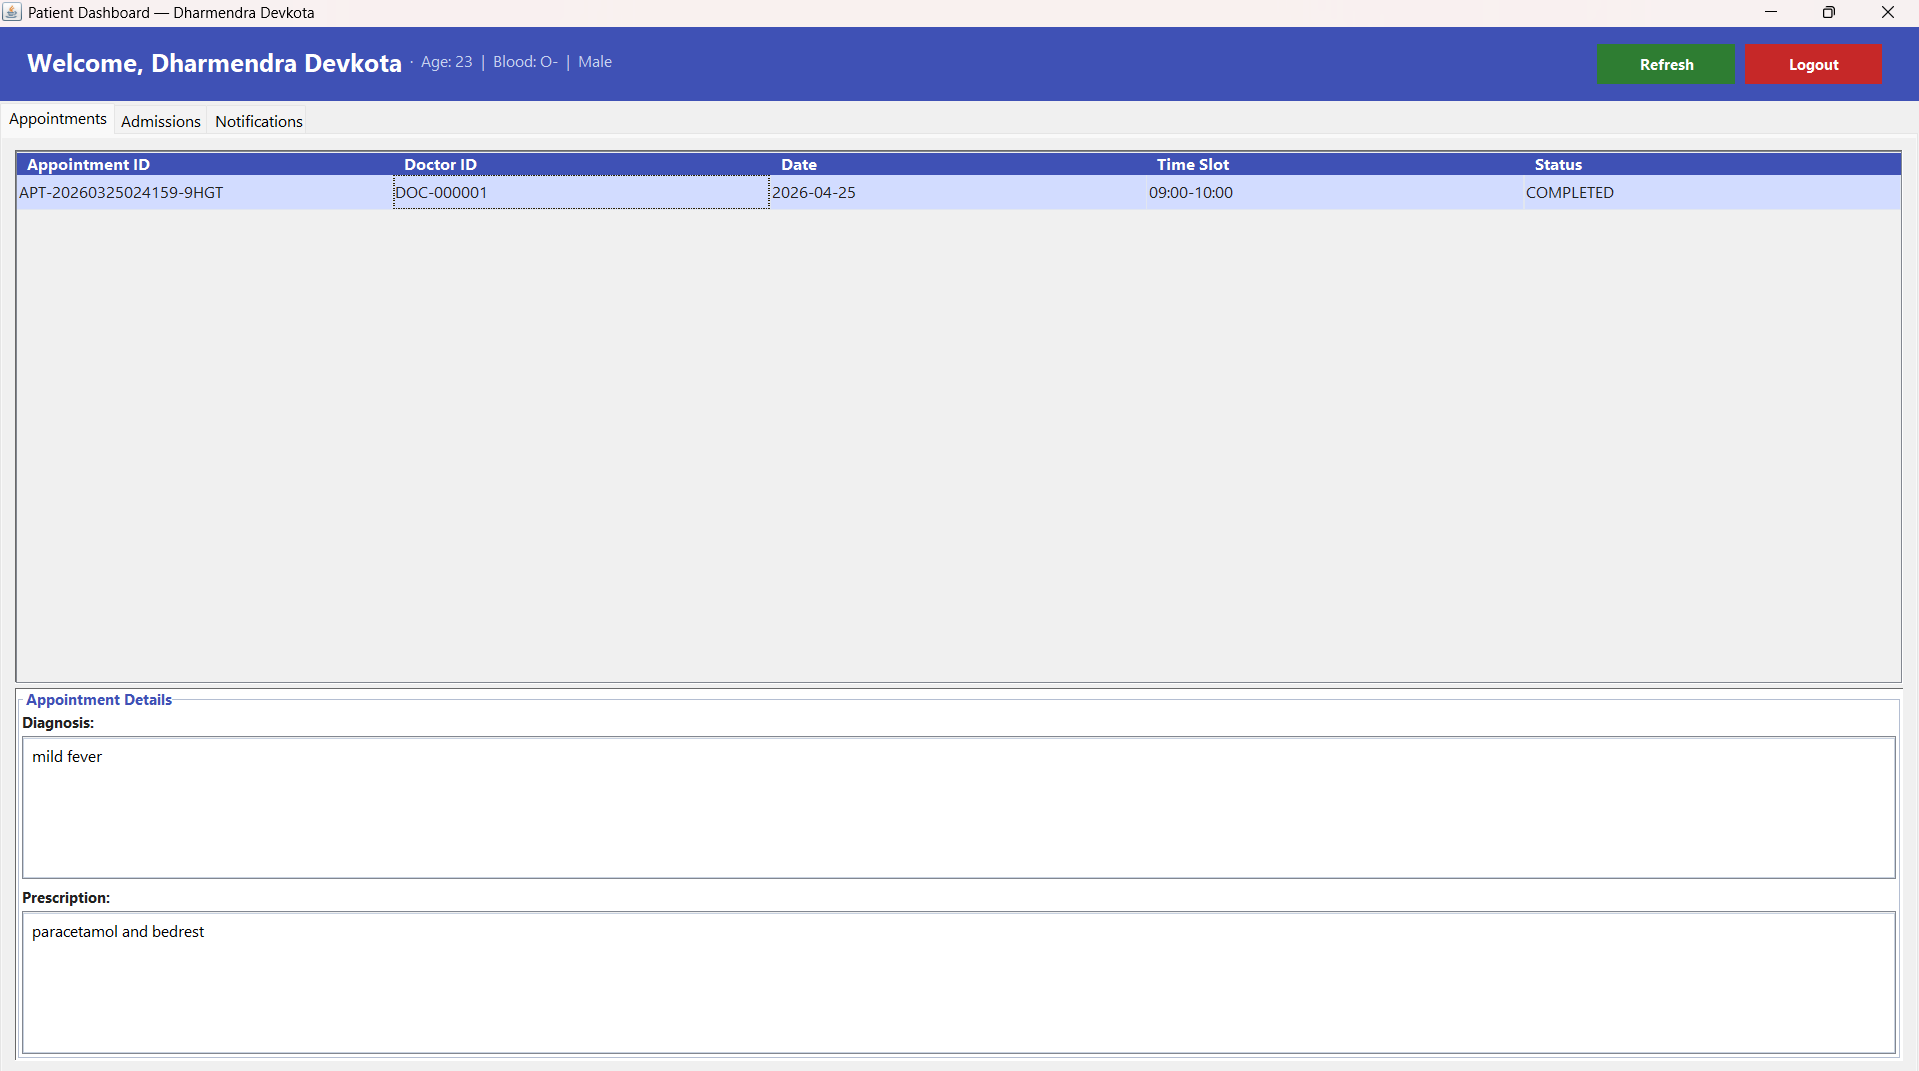 Patient Dashboard — Dharmendra Devkota
Welcome, Dharmendra Devkota · Age: 23 | Blood: O- | Male
Refresh
Logout
Appointments Admissions Notifications
Appointment ID Doctor ID Date Time Slot Status
APT-20260325024159-9HGT DOC-000001 2026-04-25 09:00-10:00 COMPLETED
Appointment Details
Diagnosis:
mild fever
Prescription:
paracetamol and bedrest